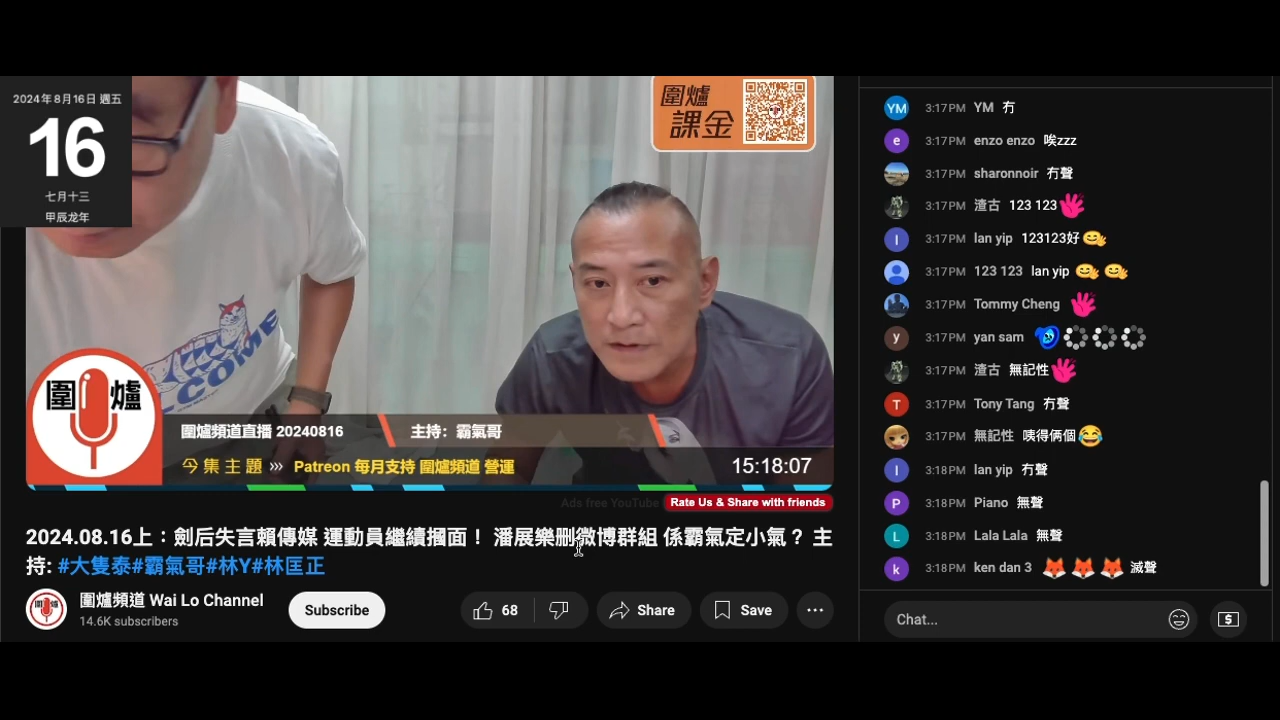 2024年8月16日 週五
16
七月十三
甲辰龙年
圍爐
課金
COME
圍爐
圍爐頻道直播 20240816
主持: 霸氣哥
今集主題 ››› Patreon 每月支持 圍爐頻道 營運
15:18:07
Ads free YouTube
Rate Us & Share with friends
2024.08.16上：劍后失言賴傳媒 運動員繼續摑面！ 潘展樂刪微博群組 係霸氣定小氣？ 主
持: #大隻泰#霸氣哥#林Y#林匡正
圍爐
圍爐頻道 Wai Lo Channel
14.6K subscribers
Subscribe
68
Share
Save
YM 3:17PM YM 冇
e 3:17PM enzo enzo 唉zzz
3:17PM sharonnoir 冇聲
3:17PM 渣古 123 123
l 3:17PM lan yip 123123好
3:17PM 123 123 lan yip
3:17PM Tommy Cheng
y 3:17PM yan sam
3:17PM 渣古 無記性
T 3:17PM Tony Tang 冇聲
3:17PM 無記性 咦得俩個
l 3:18PM lan yip 冇聲
P 3:18PM Piano 無聲
L 3:18PM Lala Lala 無聲
k 3:18PM ken dan 3 滅聲
Chat...
$